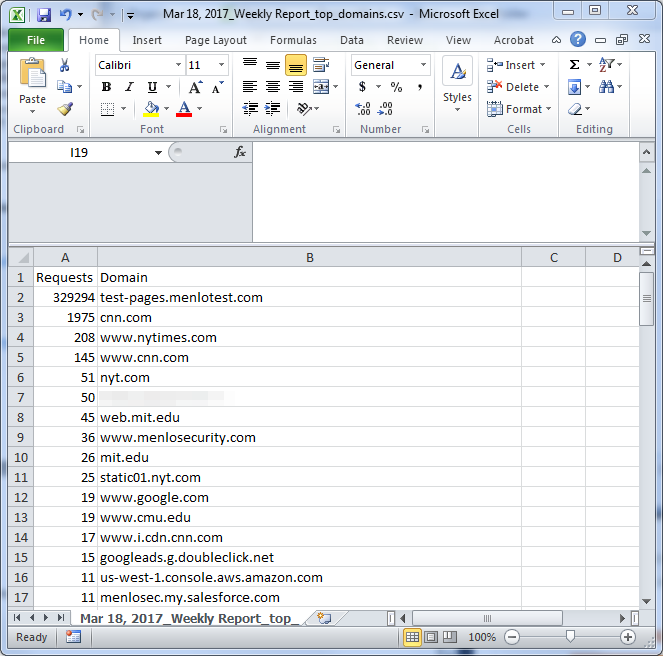 Mar 18, 2017_Weekly Report_top_domains.csv - Microsoft Excel
File Home Insert Page Layout Formulas Data Review View Acrobat
Paste
Calibri 11
B I U A A
A
General
$ % ,
.00 .0
Styles
Insert
Delete
Format
Σ
Clipboard Font Alignment Number Cells Editing
I19 fx
A B C D
1 Requests Domain
2 329294 test-pages.menlotest.com
3 1975 cnn.com
4 208 www.nytimes.com
5 145 www.cnn.com
6 51 nyt.com
7 50
8 45 web.mit.edu
9 36 www.menlosecurity.com
10 26 mit.edu
11 25 static01.nyt.com
12 19 www.google.com
13 19 www.cmu.edu
14 17 www.i.cdn.cnn.com
15 15 googleads.g.doubleclick.net
16 11 us-west-1.console.aws.amazon.com
17 11 menlosec.my.salesforce.com
Mar 18, 2017_Weekly Report_top_
Ready 100%